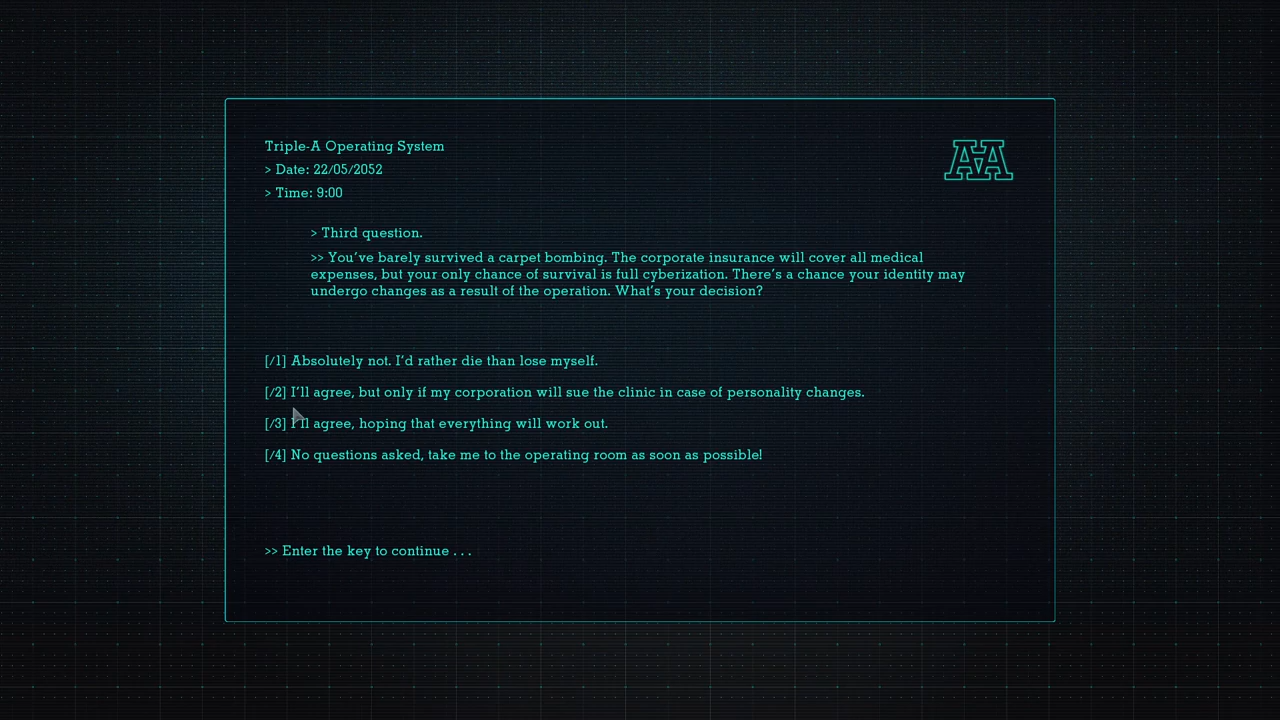 Triple-A Operating System
> Date: 22/05/2052
> Time: 9:00
AAA
> Third question.
>> You've barely survived a carpet bombing. The corporate insurance will cover all medical
expenses, but your only chance of survival is full cyberization. There's a chance your identity may
undergo changes as a result of the operation. What's your decision?
[/1] Absolutely not. I'd rather die than lose myself.
[/2] I'll agree, but only if my corporation will sue the clinic in case of personality changes.
[/3] I'll agree, hoping that everything will work out.
[/4] No questions asked, take me to the operating room as soon as possible!
>> Enter the key to continue . . .